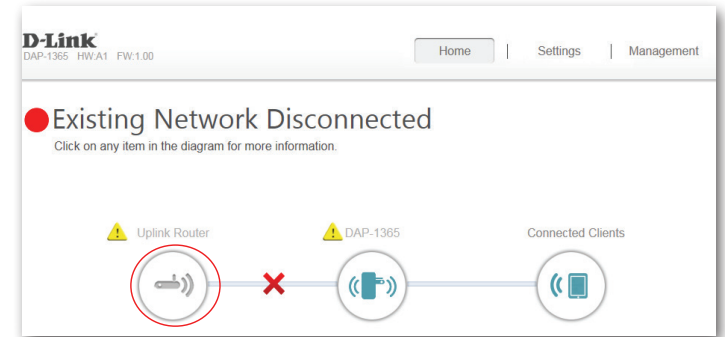 D-Link
DAP-1365 HW:A1 FW:1.00
Home | Settings | Management
Existing Network Disconnected
Click on any item in the diagram for more information.
Uplink Router DAP-1365 Connected Clients